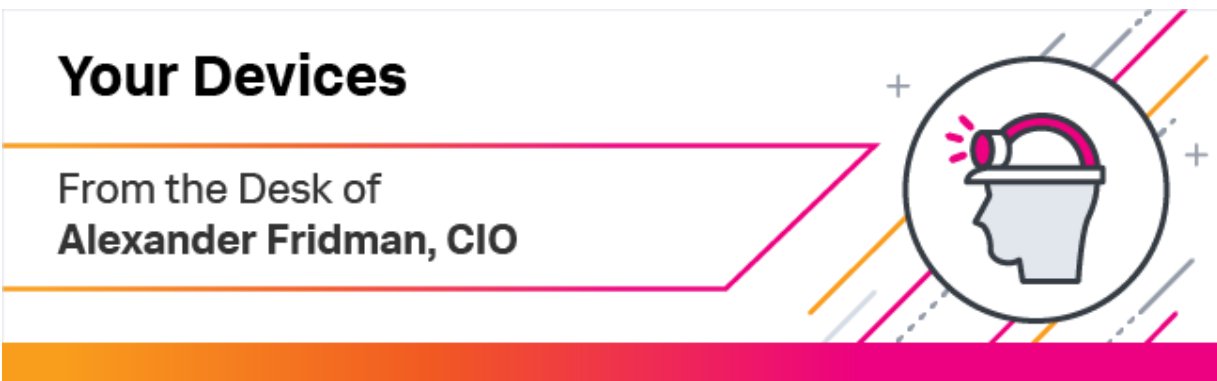 Your Devices
From the Desk of
Alexander Fridman, CIO